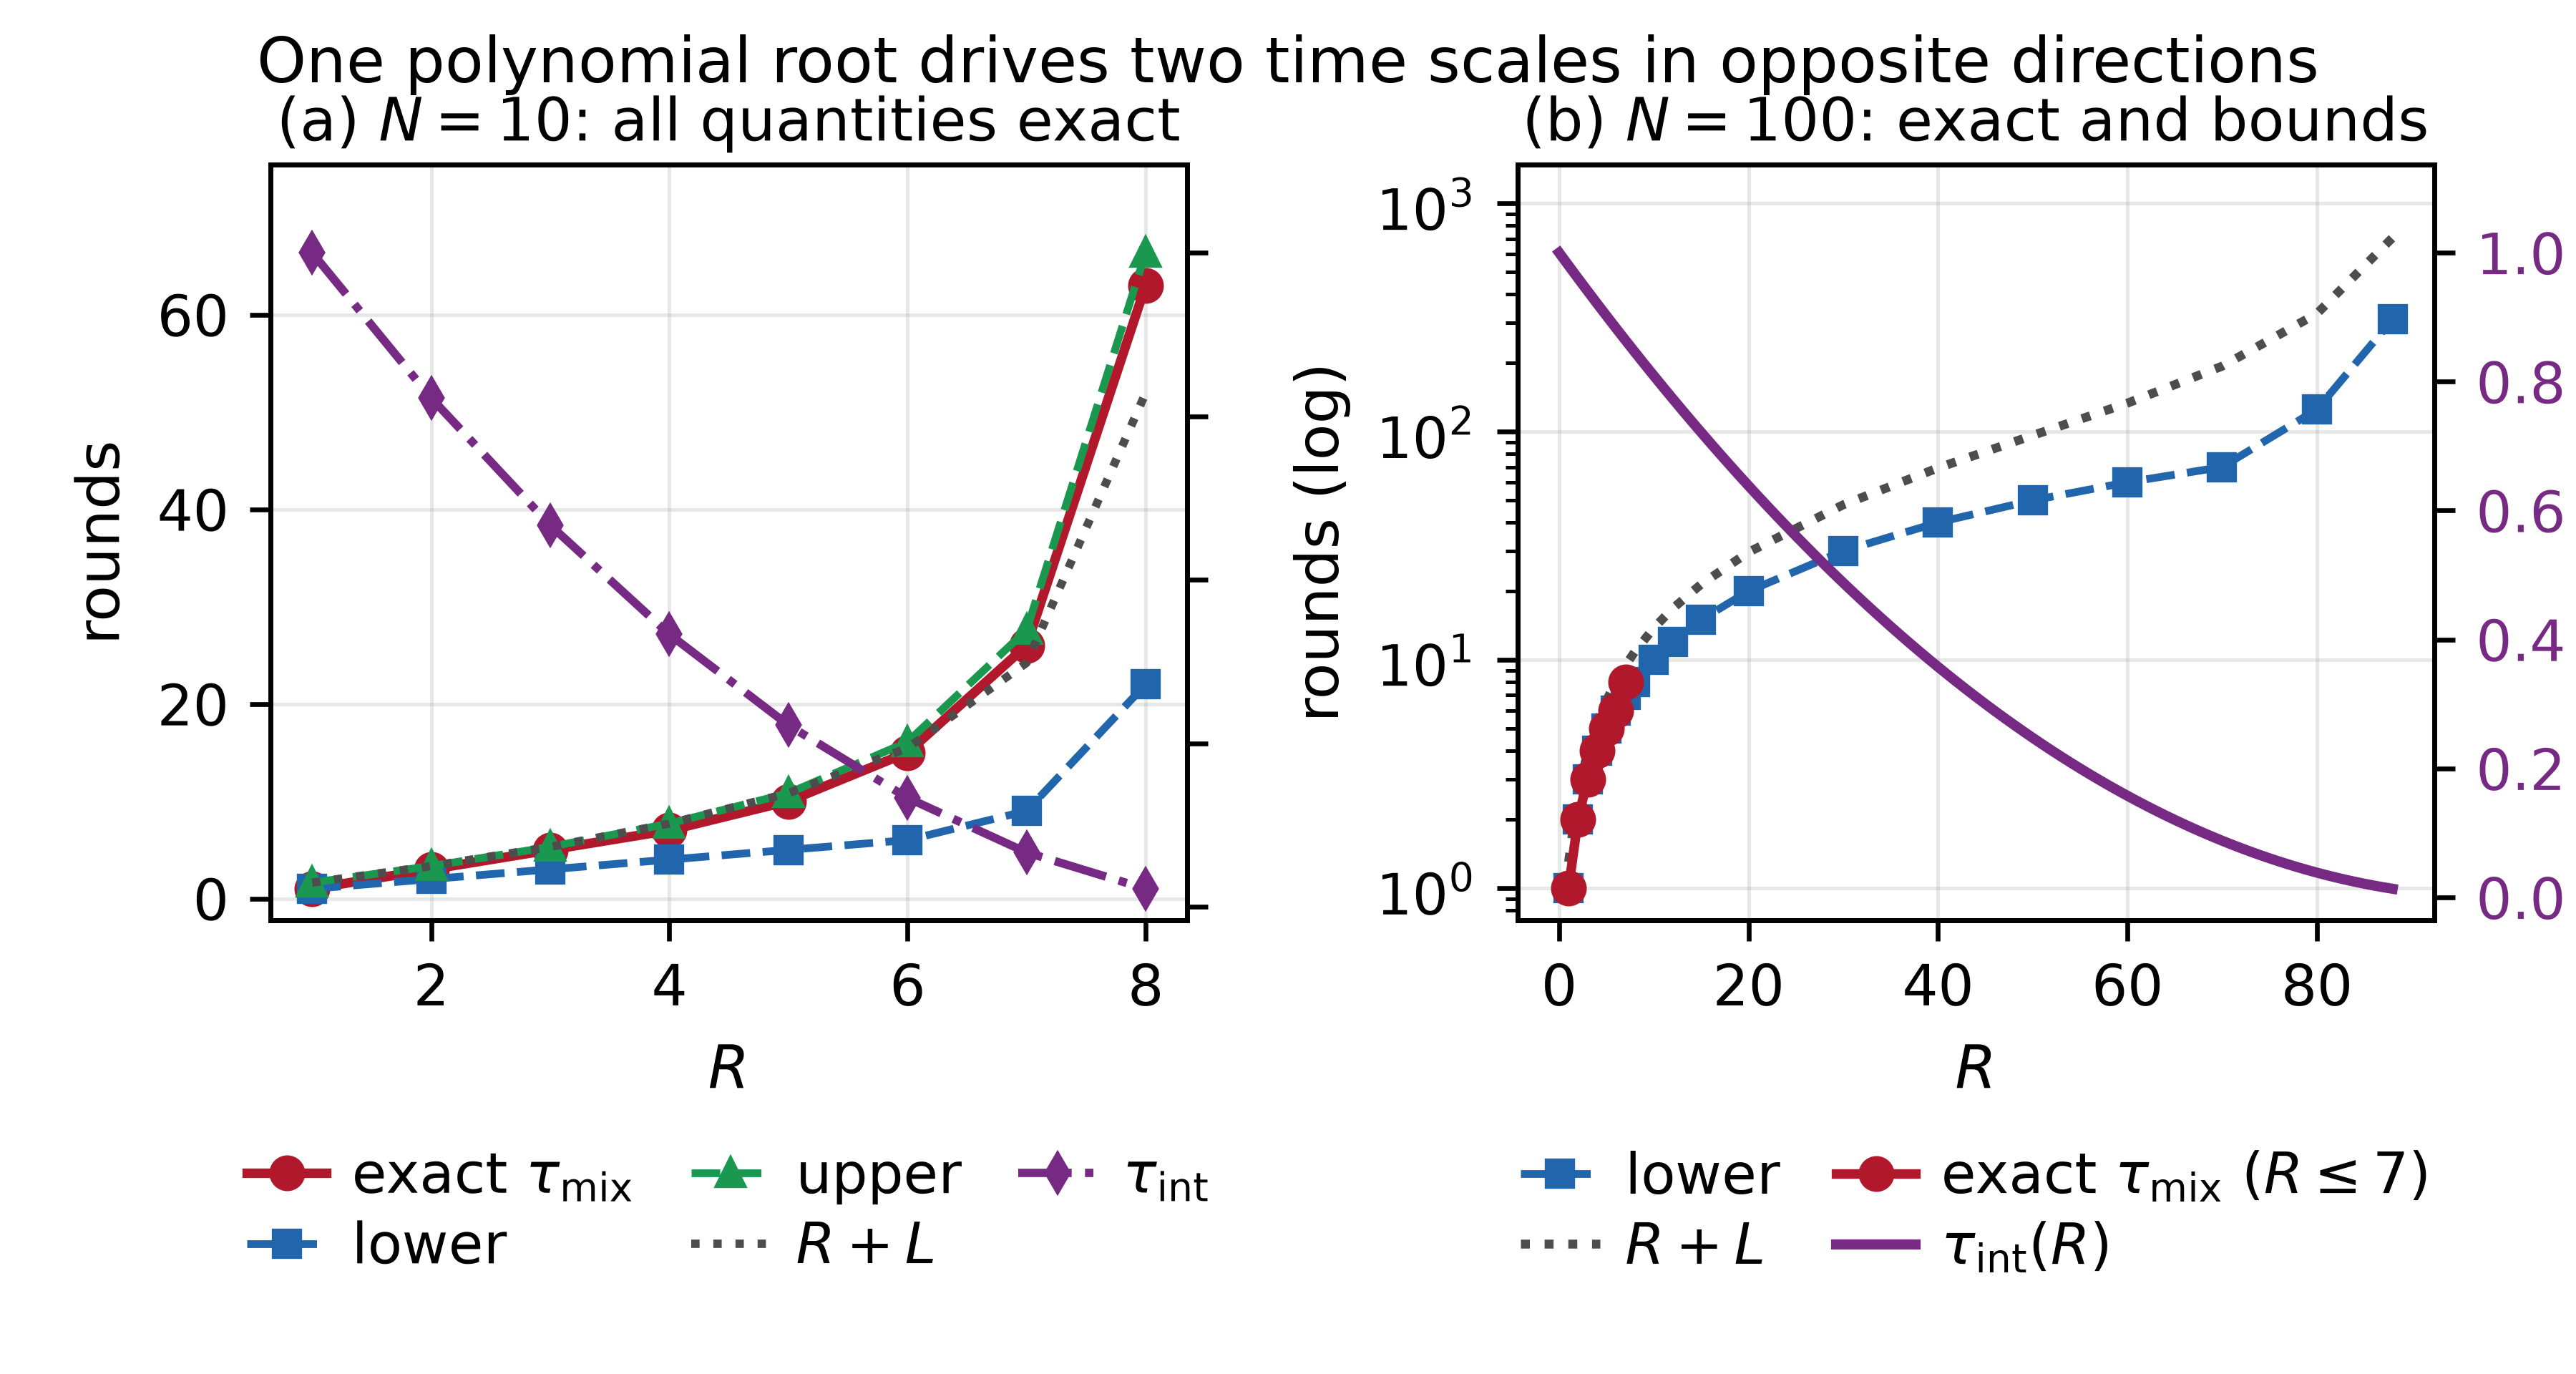 One polynomial root drives two time scales in opposite directions
(a) N = 10: all quantities exact
rounds
60
40
20
0
2 4 6 8
R
exact τmix
lower
upper
R + L
τint
(b) N = 100: exact and bounds
rounds (log)
10³
10²
10¹
10⁰
1.0
0.8
0.6
0.4
0.2
0.0
0 20 40 60 80
R
lower
R + L
exact τmix (R ≤ 7)
τint(R)